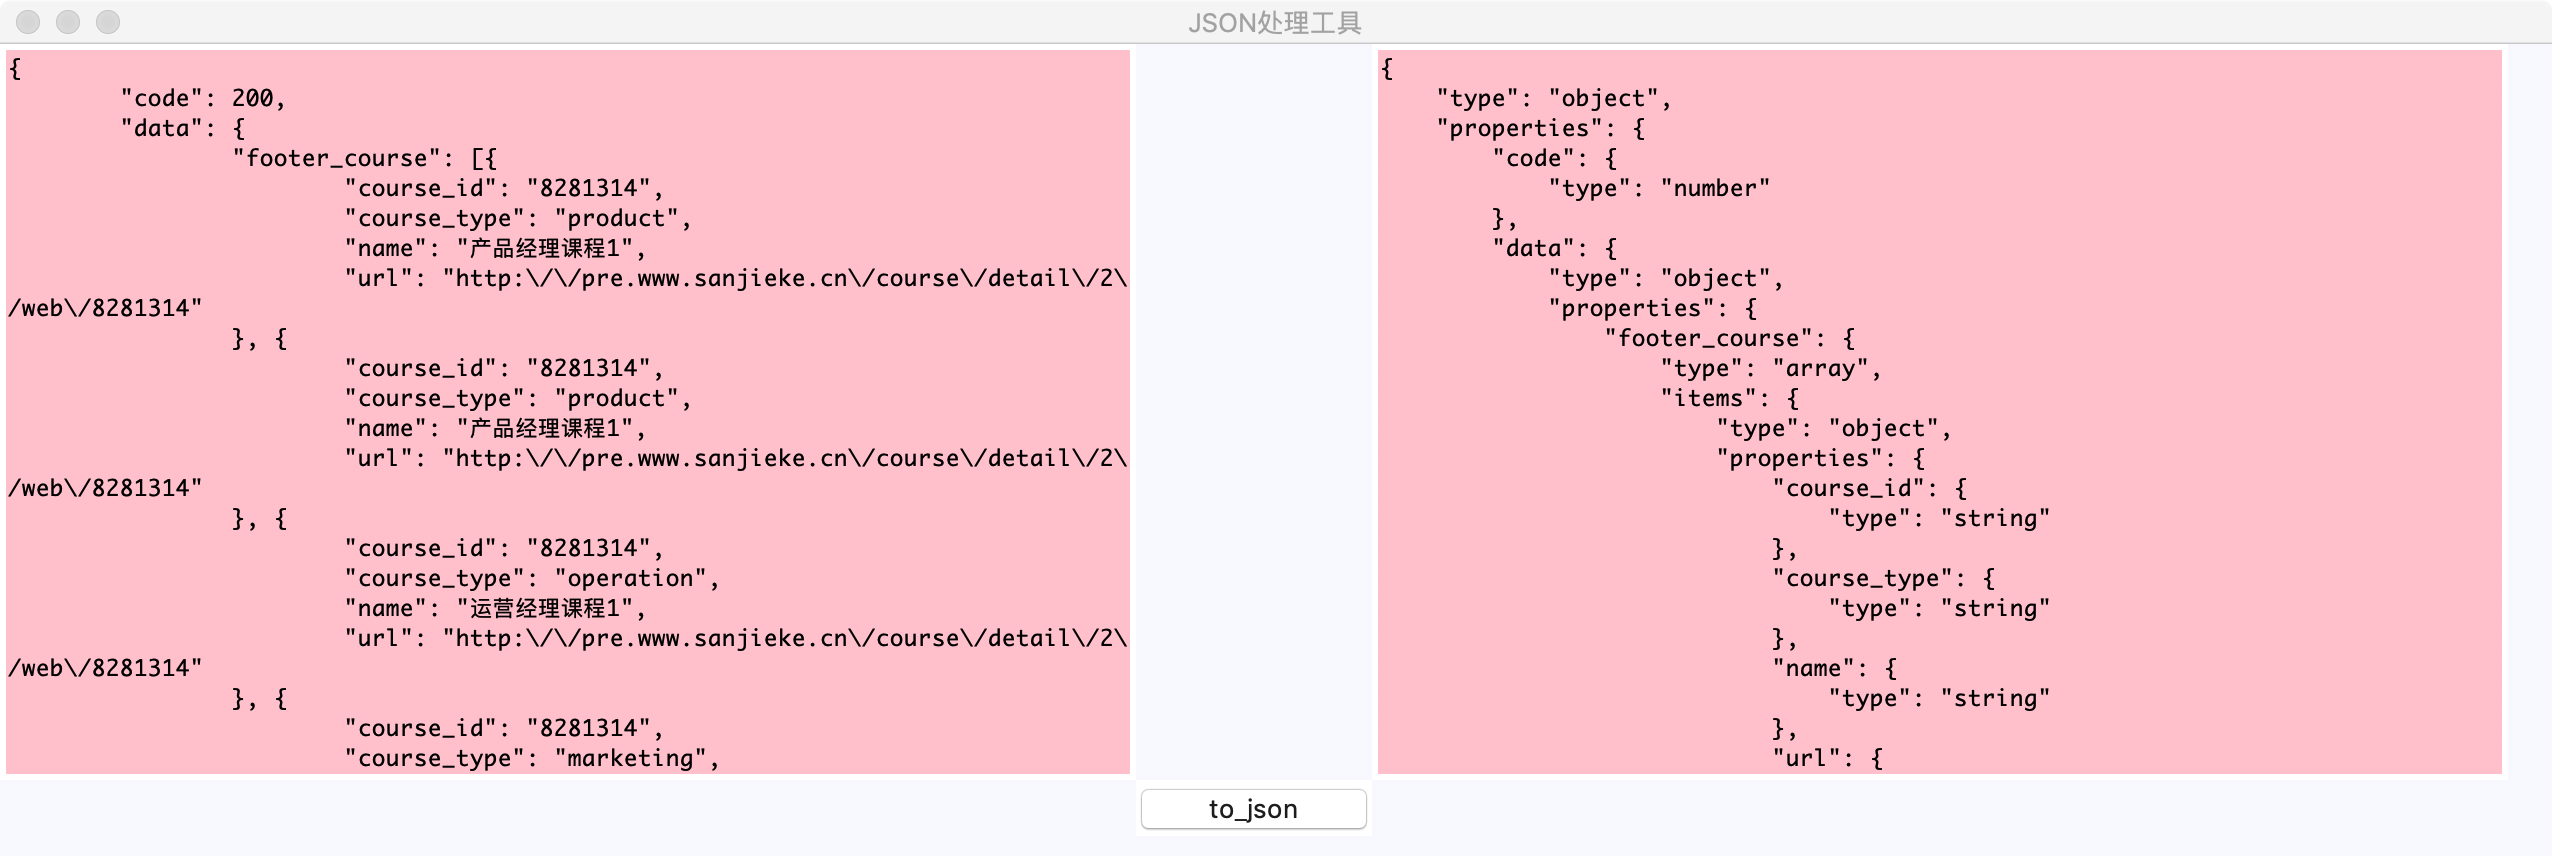 JSON处理工具
{
"code": 200,
"data": {
"footer_course": [{
"course_id": "8281314",
"course_type": "product",
"name": "产品经理课程1",
"url": "http:\/\/pre.www.sanjieke.cn\/course\/detail\/2\
/web\/8281314"
}, {
"course_id": "8281314",
"course_type": "product",
"name": "产品经理课程1",
"url": "http:\/\/pre.www.sanjieke.cn\/course\/detail\/2\
/web\/8281314"
}, {
"course_id": "8281314",
"course_type": "operation",
"name": "运营经理课程1",
"url": "http:\/\/pre.www.sanjieke.cn\/course\/detail\/2\
/web\/8281314"
}, {
"course_id": "8281314",
"course_type": "marketing",
{
"type": "object",
"properties": {
"code": {
"type": "number"
},
"data": {
"type": "object",
"properties": {
"footer_course": {
"type": "array",
"items": {
"type": "object",
"properties": {
"course_id": {
"type": "string"
},
"course_type": {
"type": "string"
},
"name": {
"type": "string"
},
"url": {
to_json